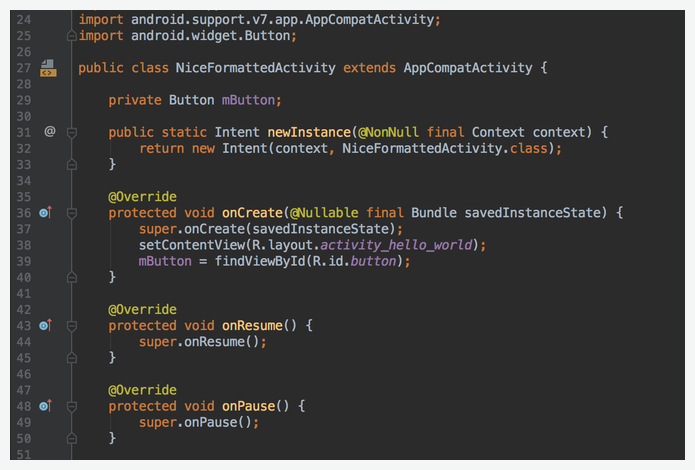 24 import android.support.v7.app.AppCompatActivity;
25 import android.widget.Button;
26
27 public class NiceFormattedActivity extends AppCompatActivity {
28
29     private Button mButton;
30
31 @     public static Intent newInstance(@NonNull final Context context) {
32         return new Intent(context, NiceFormattedActivity.class);
33     }
34
35     @Override
36     protected void onCreate(@Nullable final Bundle savedInstanceState) {
37         super.onCreate(savedInstanceState);
38         setContentView(R.layout.activity_hello_world);
39         mButton = findViewById(R.id.button);
40     }
41
42     @Override
43     protected void onResume() {
44         super.onResume();
45     }
46
47     @Override
48     protected void onPause() {
49         super.onPause();
50     }
51